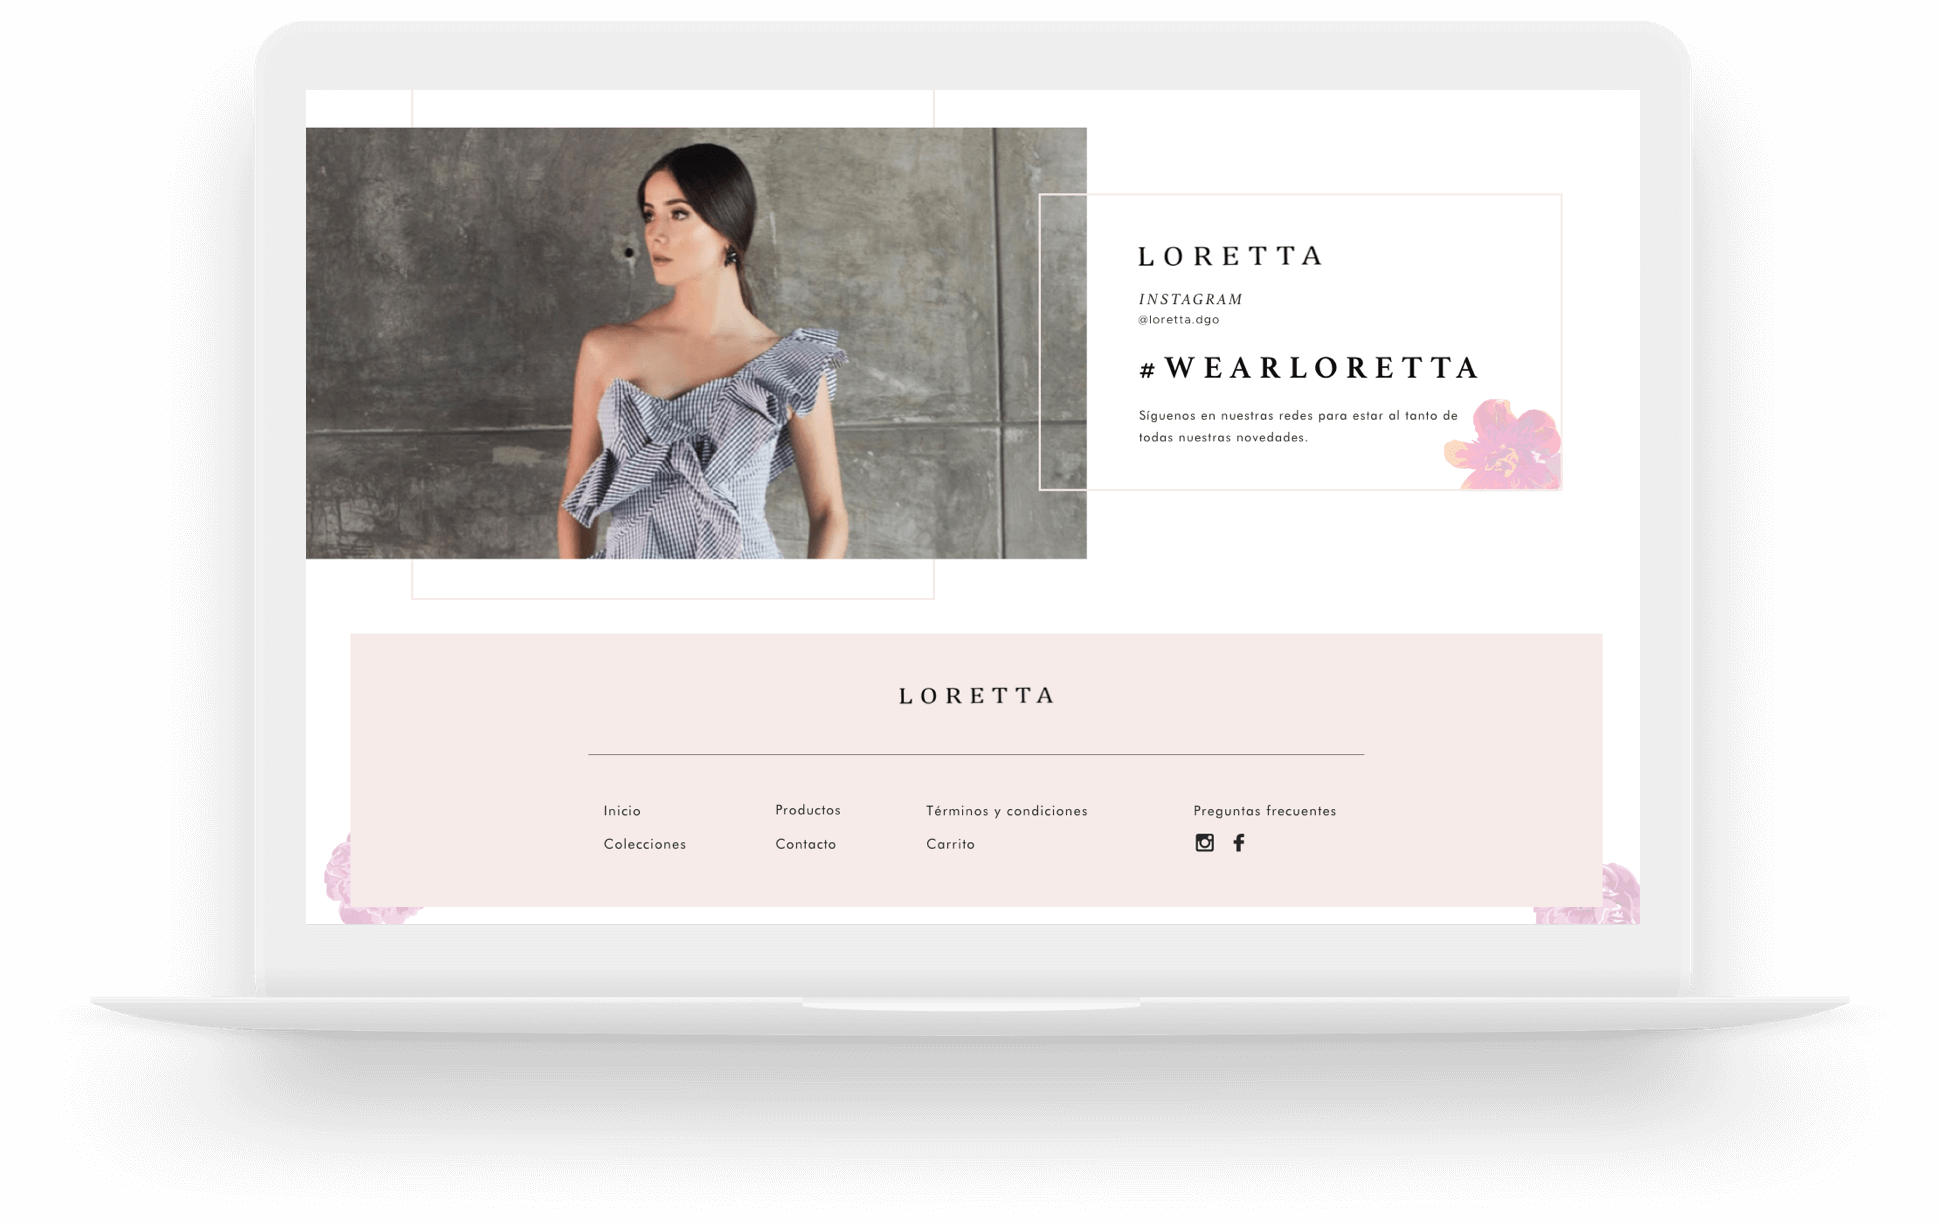 LORETTA
INSTAGRAM
@loretta.dgo
#WEARLORETTA
Síguenos en nuestras redes para estar al tanto de
todas nuestras novedades.
LORETTA
Inicio
Productos
Términos y condiciones
Preguntas frecuentes
Colecciones
Contacto
Carrito